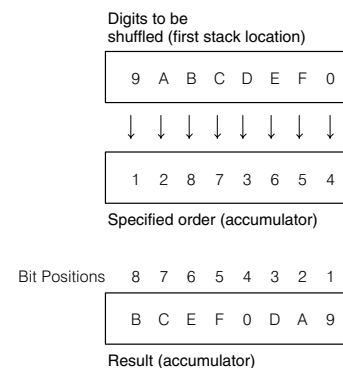 Digits to be
shuffled (first stack location)
9 A B C D E F 0
1 2 8 7 3 6 5 4
Specified order (accumulator)
Bit Positions 8 7 6 5 4 3 2 1
B C E F 0 D A 9
Result (accumulator)